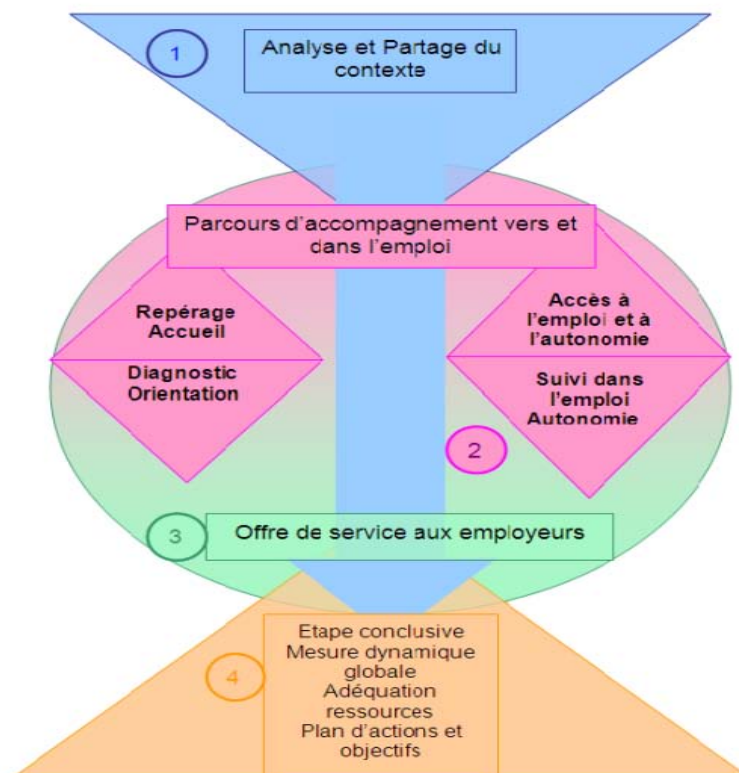 1
Analyse et Partage du
contexte
Parcours d'accompagnement vers et
dans l'emploi
Repérage
Accueil
Diagnostic
Orientation
Accès à
l'emploi et à
l'autonomie
Suivi dans
l'emploi
Autonomie
2
3
Offre de service aux employeurs
4
Etape conclusive
Mesure dynamique
globale
Adéquation
ressources
Plan d'actions et
objectifs